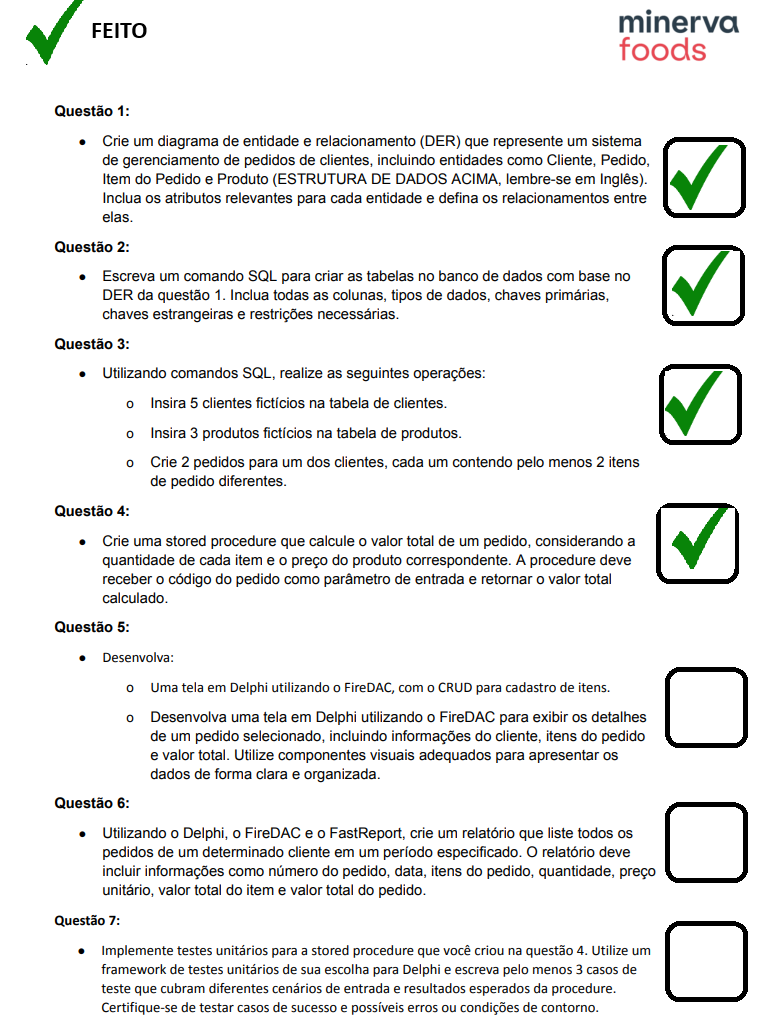 FEITO
minerva
foods
Questão 1:
● Crie um diagrama de entidade e relacionamento (DER) que represente um sistema
de gerenciamento de pedidos de clientes, incluindo entidades como Cliente, Pedido,
Item do Pedido e Produto (ESTRUTURA DE DADOS ACIMA, lembre-se em Inglês).
Inclua os atributos relevantes para cada entidade e defina os relacionamentos entre
elas.
Questão 2:
● Escreva um comando SQL para criar as tabelas no banco de dados com base no
DER da questão 1. Inclua todas as colunas, tipos de dados, chaves primárias,
chaves estrangeiras e restrições necessárias.
Questão 3:
● Utilizando comandos SQL, realize as seguintes operações:
o Insira 5 clientes fictícios na tabela de clientes.
o Insira 3 produtos fictícios na tabela de produtos.
o Crie 2 pedidos para um dos clientes, cada um contendo pelo menos 2 itens
de pedido diferentes.
Questão 4:
● Crie uma stored procedure que calcule o valor total de um pedido, considerando a
quantidade de cada item e o preço do produto correspondente. A procedure deve
receber o código do pedido como parâmetro de entrada e retornar o valor total
calculado.
Questão 5:
● Desenvolva:
o Uma tela em Delphi utilizando o FireDAC, com o CRUD para cadastro de itens.
o Desenvolva uma tela em Delphi utilizando o FireDAC para exibir os detalhes
de um pedido selecionado, incluindo informações do cliente, itens do pedido
e valor total. Utilize componentes visuais adequados para apresentar os
dados de forma clara e organizada.
Questão 6:
● Utilizando o Delphi, o FireDAC e o FastReport, crie um relatório que liste todos os
pedidos de um determinado cliente em um período especificado. O relatório deve
incluir informações como número do pedido, data, itens do pedido, quantidade, preço
unitário, valor total do item e valor total do pedido.
Questão 7:
● Implemente testes unitários para a stored procedure que você criou na questão 4. Utilize um
framework de testes unitários de sua escolha para Delphi e escreva pelo menos 3 casos de
teste que cubram diferentes cenários de entrada e resultados esperados da procedure.
Certifique-se de testar casos de sucesso e possíveis erros ou condições de contorno.